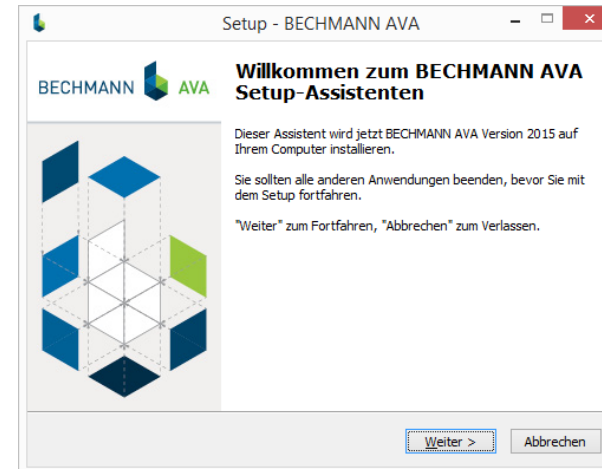 Setup - BECHMANN AVA
BECHMANN AVA
Willkommen zum BECHMANN AVA
Setup-Assistenten
Dieser Assistent wird jetzt BECHMANN AVA Version 2015 auf
Ihrem Computer installieren.
Sie sollten alle anderen Anwendungen beenden, bevor Sie mit
dem Setup fortfahren.
"Weiter" zum Fortfahren, "Abbrechen" zum Verlassen.
Weiter > Abbrechen